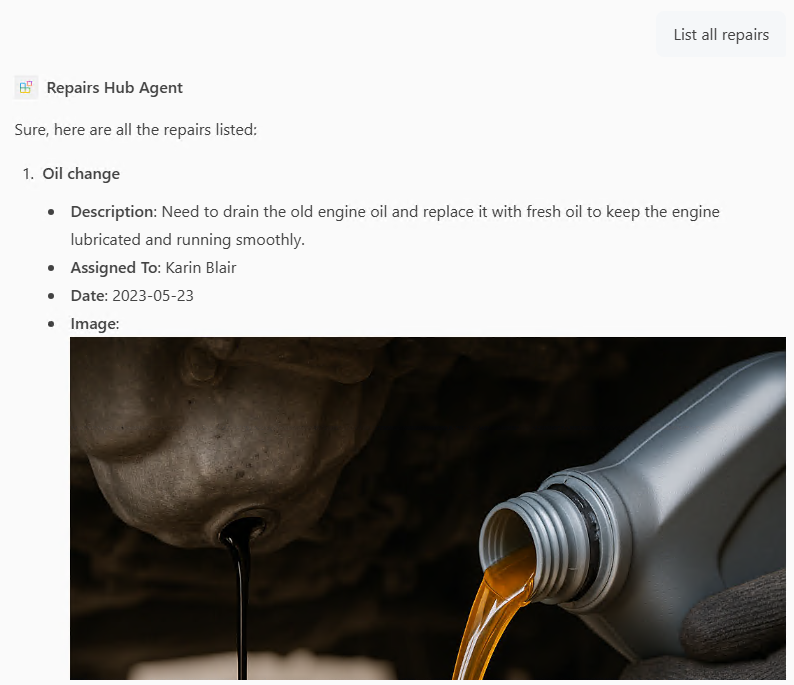 List all repairs
Repairs Hub Agent
Sure, here are all the repairs listed:
1. Oil change
• Description: Need to drain the old engine oil and replace it with fresh oil to keep the engine
lubricated and running smoothly.
• Assigned To: Karin Blair
• Date: 2023-05-23
• Image: